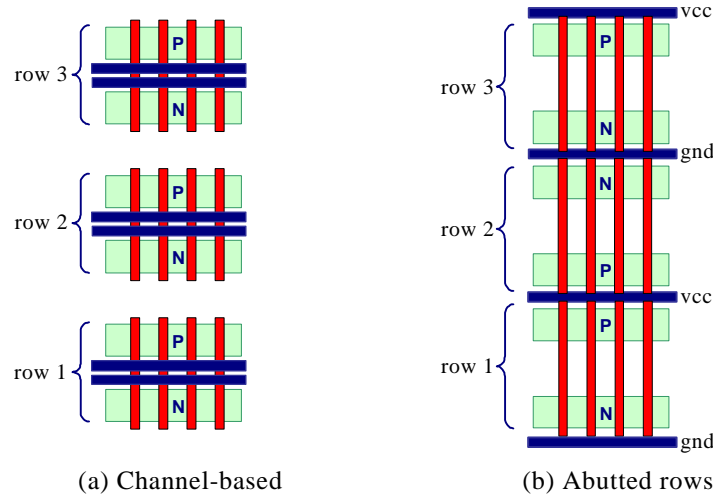 P
row 3
N
P
row 2
N
P
row 1
N
(a) Channel-based
vcc
P
row 3
N
gnd
N
row 2
P
vcc
P
row 1
N
gnd
(b) Abutted rows